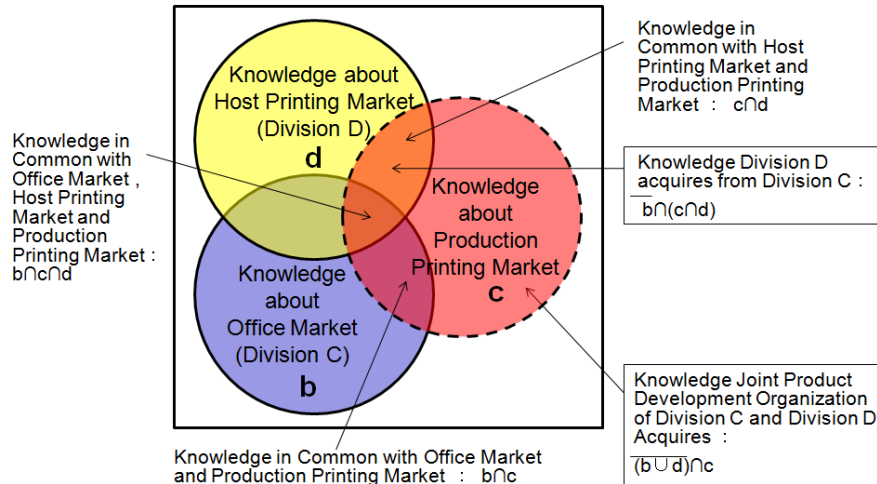 Knowledge about
Host Printing Market
(Division D)
d
Knowledge in
Common with
Office Market ,
Host Printing
Market and
Production
Printing Market :
b∩c∩d
Knowledge
about
Production
Printing Market
c
Knowledge
about
Office Market
(Division C)
b
Knowledge in
Common with Host
Printing Market and
Production Printing
Market : c∩d
Knowledge Division D
acquires from Division C :
b̅∩(c∩d)
Knowledge Joint Product
Development Organization
of Division C and Division D
Acquires :
(b̅ ̅∪̅ ̅d̅)∩c
Knowledge in Common with Office Market
and Production Printing Market : b∩c